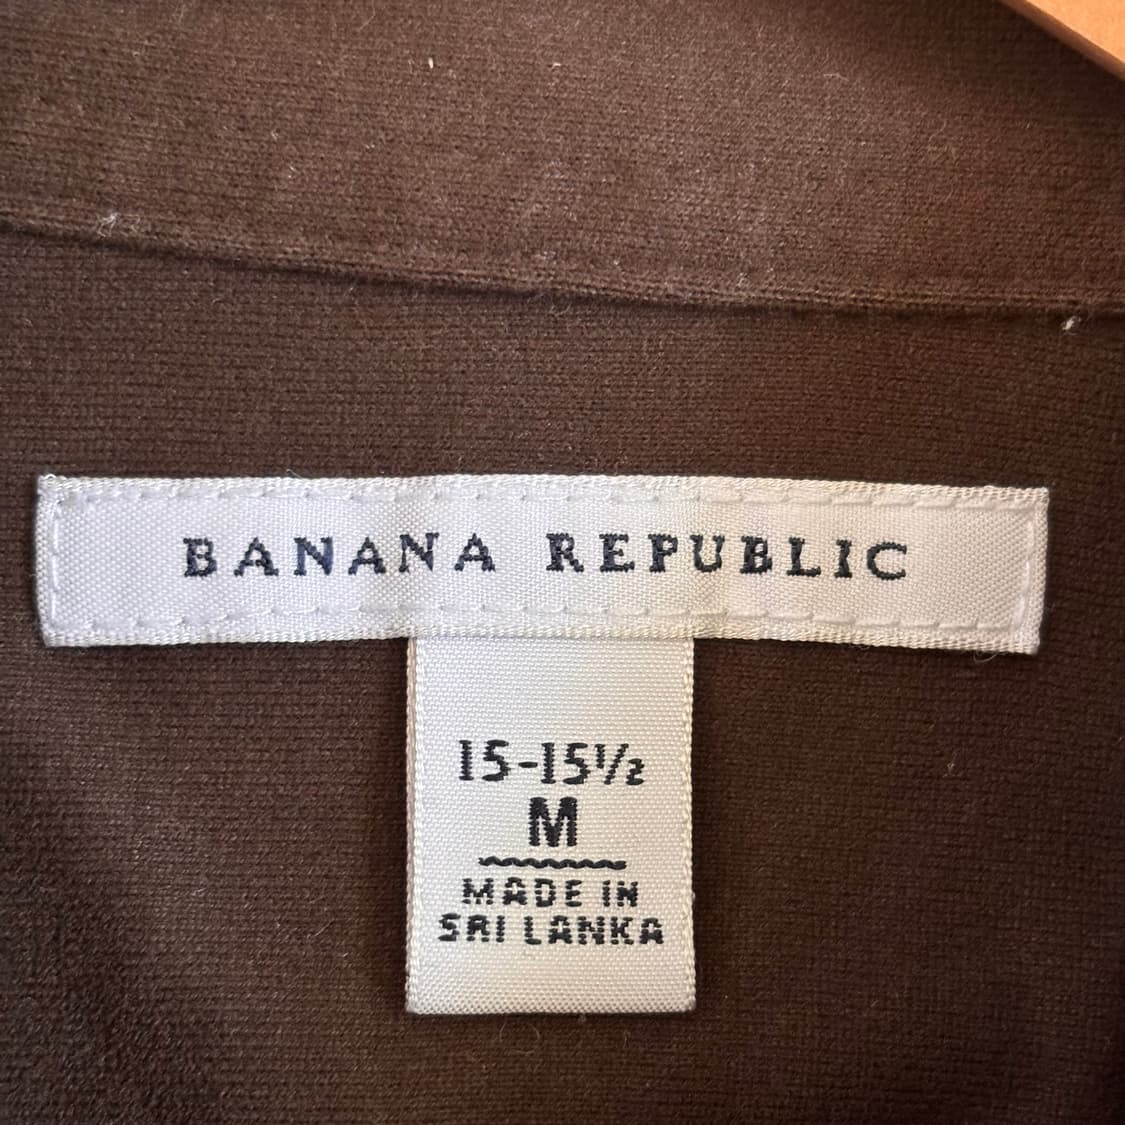 BANANA REPUBLIC
15-15½
M
MADE IN
SRI LANKA